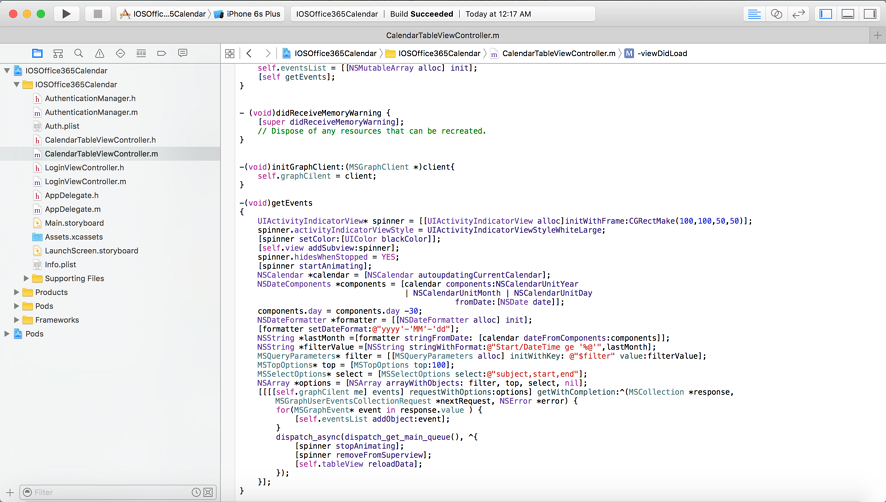 IOSOffic...5Calendar
iPhone 6s Plus
IOSOffice365Calendar | Build Succeeded | Today at 12:17 AM
CalendarTableViewController.m
IOSOffice365Calendar
IOSOffice365Calendar
CalendarTableViewController.m
M -viewDidLoad
IOSOffice365Calendar
IOSOffice365Calendar
h AuthenticationManager.h
m AuthenticationManager.m
Auth.plist
h CalendarTableViewController.h
m CalendarTableViewController.m
h LoginViewController.h
m LoginViewController.m
h AppDelegate.h
m AppDelegate.m
Main.storyboard
Assets.xcassets
LaunchScreen.storyboard
Info.plist
Supporting Files
Products
Pods
Frameworks
Pods
Filter
self.eventsList = [[NSMutableArray alloc] init];
[self getEvents];
}
- (void)didReceiveMemoryWarning {
[super didReceiveMemoryWarning];
// Dispose of any resources that can be recreated.
}
-(void)initGraphClient:(MSGraphClient *)client{
self.graphCilent = client;
}
-(void)getEvents
{
UIActivityIndicatorView* spinner = [[UIActivityIndicatorView alloc]initWithFrame:CGRectMake(100,100,50,50)];
spinner.activityIndicatorViewStyle = UIActivityIndicatorViewStyleWhiteLarge;
[spinner setColor:[UIColor blackColor]];
[self.view addSubview:spinner];
spinner.hidesWhenStopped = YES;
[spinner startAnimating];
NSCalendar *calendar = [NSCalendar autoupdatingCurrentCalendar];
NSDateComponents *components = [calendar components:NSCalendarUnitYear
| NSCalendarUnitMonth | NSCalendarUnitDay
fromDate:[NSDate date]];
components.day = components.day -30;
NSDateFormatter *formatter = [[NSDateFormatter alloc] init];
[formatter setDateFormat:@"yyyy'-'MM'-'dd"];
NSString *lastMonth =[formatter stringFromDate: [calendar dateFromComponents:components]];
NSString *filterValue =[NSString stringWithFormat:@"Start/DateTime ge '%@'",lastMonth];
MSQueryParameters* filter = [[MSQueryParameters alloc] initWithKey: @"$filter" value:filterValue];
MSTopOptions* top = [MSTopOptions top:100];
MSSelectOptions* select = [MSSelectOptions select:@"subject,start,end"];
NSArray *options = [NSArray arrayWithObjects: filter, top, select, nil];
[[[[self.graphCilent me] events] requestWithOptions:options] getWithCompletion:^(MSCollection *response,
MSGraphUserEventsCollectionRequest *nextRequest, NSError *error) {
for(MSGraphEvent* event in response.value ) {
[self.eventsList addObject:event];
}
dispatch_async(dispatch_get_main_queue(), ^{
[spinner stopAnimating];
[spinner removeFromSuperview];
[self.tableView reloadData];
});
}];
}